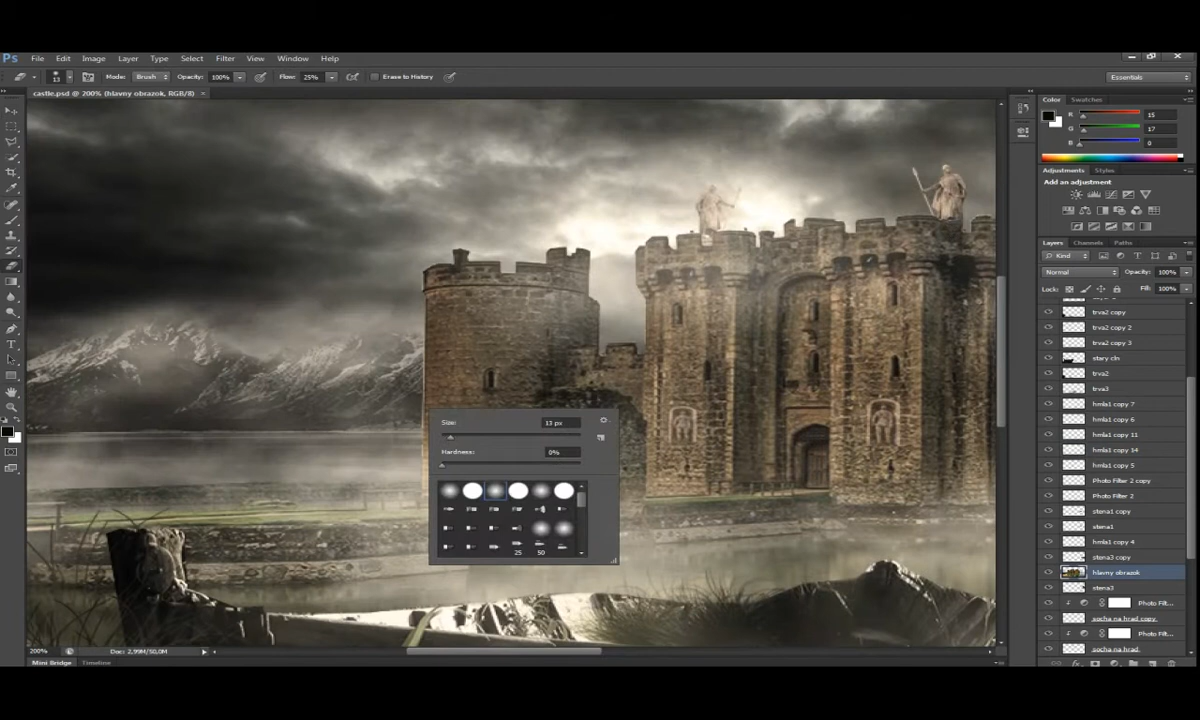 Ps File Edit Image Layer Type Select Filter View Window Help
13 Mode: Brush Opacity: 100% Flow: 25% Erase to History Essentials
castle.psd @ 200% (hlavny obrazok, RGB/8) ×
Color Swatches
R 15
G 17
B 0
Adjustments Styles
Add an adjustment
Layers Channels Paths
Kind
Normal Opacity: 100%
Lock: Fill: 100%
trva2 copy
trva2 copy 2
trva2 copy 3
stary cln
trva2
trva3
hmla1 copy 7
hmla1 copy 6
hmla1 copy 11
hmla1 copy 14
hmla1 copy 5
Photo Filter 2 copy
Photo Filter 2
stena1 copy
stena1
hmla1 copy 4
stena3 copy
hlavny obrazok
stena3
Photo Filt...
socha na hrad copy
Photo Filt...
socha na hrad
Size: 13 px
Hardness: 0%
25 50
200% Doc: 2,99M/50,0M
Mini Bridge Timeline